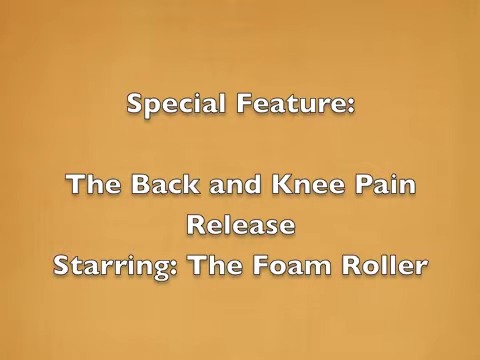 Special Feature:
The Back and Knee Pain
Release
Starring: The Foam Roller